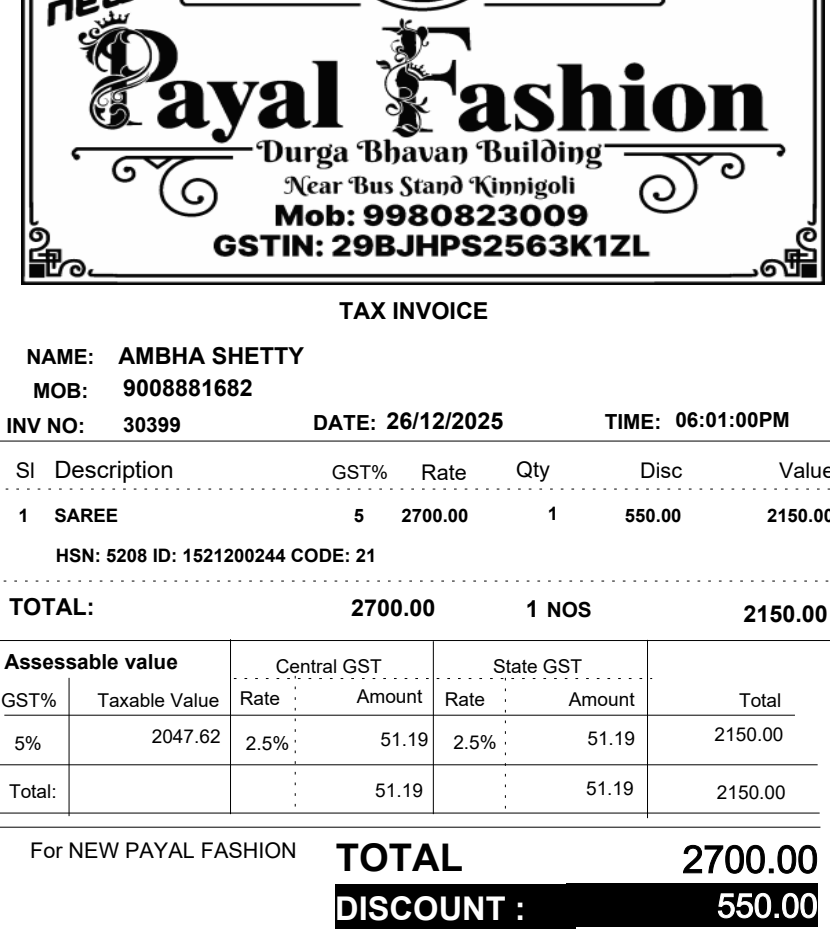 new
Payal Fashion
Durga Bhavan Building
Near Bus Stand Kinnigoli
Mob: 9980823009
GSTIN: 29BJHPS2563K1ZL
TAX INVOICE
NAME: AMBHA SHETTY
MOB: 9008881682
INV NO: 30399 DATE: 26/12/2025 TIME: 06:01:00PM
Sl Description GST% Rate Qty Disc Value
1 SAREE 5 2700.00 1 550.00 2150.00
HSN: 5208 ID: 1521200244 CODE: 21
TOTAL: 2700.00 1 NOS 2150.00
Assessable value Central GST State GST
GST% Taxable Value Rate Amount Rate Amount Total
5% 2047.62 2.5% 51.19 2.5% 51.19 2150.00
Total: 51.19 51.19 2150.00
For NEW PAYAL FASHION TOTAL 2700.00
DISCOUNT : 550.00